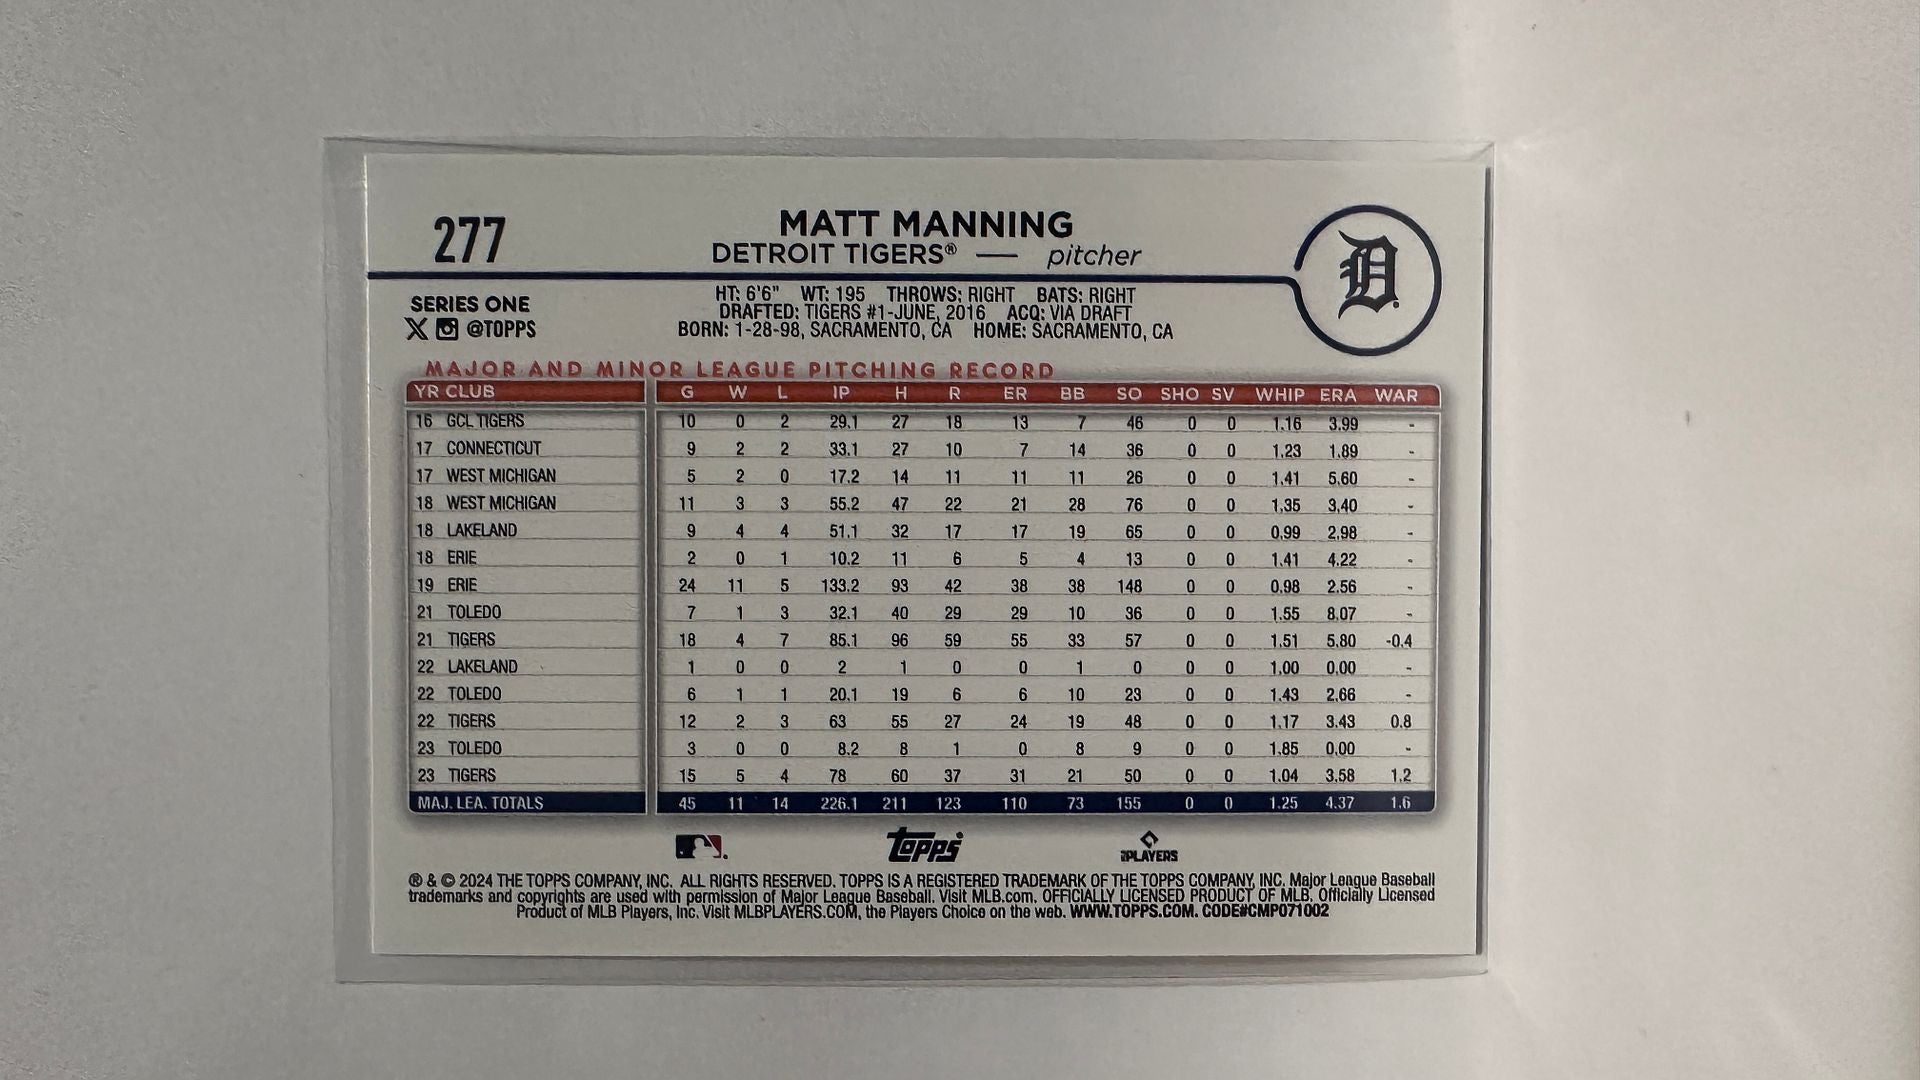 277
MATT MANNING
DETROIT TIGERS® — pitcher
D
SERIES ONE
X @TOPPS
HT: 6'6" WT: 195 THROWS: RIGHT BATS: RIGHT
DRAFTED: TIGERS #1-JUNE, 2016 ACQ: VIA DRAFT
BORN: 1-28-98, SACRAMENTO, CA HOME: SACRAMENTO, CA
MAJOR AND MINOR LEAGUE PITCHING RECORD
YR CLUB G W L IP H R ER BB SO SHO SV WHIP ERA WAR
16 GCL TIGERS 10 0 2 29.1 27 18 13 7 46 0 0 1.16 3.99 -
17 CONNECTICUT 9 2 2 33.1 27 10 7 14 36 0 0 1.23 1.89 -
17 WEST MICHIGAN 5 2 0 17.2 14 11 11 11 26 0 0 1.41 5.60 -
18 WEST MICHIGAN 11 3 3 55.2 47 22 21 28 76 0 0 1.35 3.40 -
18 LAKELAND 9 4 4 51.1 32 17 17 19 65 0 0 0.99 2.98 -
18 ERIE 2 0 1 10.2 11 6 5 4 13 0 0 1.41 4.22 -
19 ERIE 24 11 5 133.2 93 42 38 38 148 0 0 0.98 2.56 -
21 TOLEDO 7 1 3 32.1 40 29 29 10 36 0 0 1.55 8.07 -
21 TIGERS 18 4 7 85.1 96 59 55 33 57 0 0 1.51 5.80 -0.4
22 LAKELAND 1 0 0 2 1 0 0 1 0 0 0 1.00 0.00 -
22 TOLEDO 6 1 1 20.1 19 6 6 10 23 0 0 1.43 2.66 -
22 TIGERS 12 2 3 63 55 27 24 19 48 0 0 1.17 3.43 0.8
23 TOLEDO 3 0 0 8.2 8 1 0 8 9 0 0 1.85 0.00 -
23 TIGERS 15 5 4 78 60 37 31 21 50 0 0 1.04 3.58 1.2
MAJ. LEA. TOTALS 45 11 14 226.1 211 123 110 73 155 0 0 1.25 4.37 1.6
Topps PLAYERS
® & © 2024 THE TOPPS COMPANY, INC. ALL RIGHTS RESERVED. TOPPS IS A REGISTERED TRADEMARK OF THE TOPPS COMPANY, INC. Major League Baseball
trademarks and copyrights are used with permission of Major League Baseball. Visit MLB.com. OFFICIALLY LICENSED PRODUCT OF MLB. Officially Licensed
Product of MLB Players, Inc. Visit MLBPLAYERS.COM, the Players Choice on the web. WWW.TOPPS.COM. CODE#CMP071002